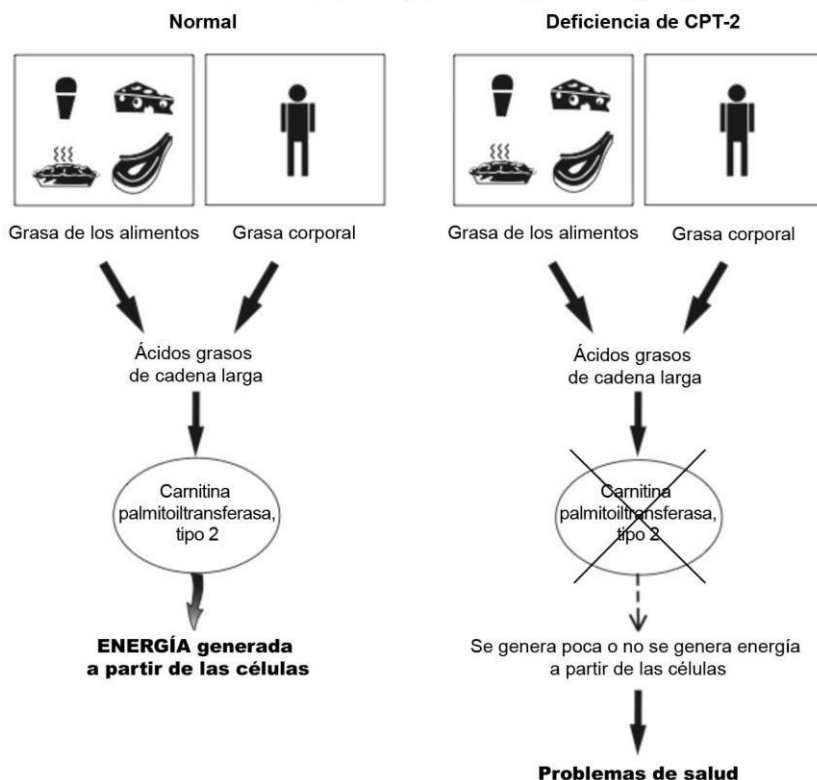 Normal
Grasa de los alimentos
Grasa corporal
Ácidos grasos
de cadena larga
Carnitina
palmitoiltransferasa,
tipo 2
ENERGÍA generada
a partir de las células
Deficiencia de CPT-2
Grasa de los alimentos
Grasa corporal
Ácidos grasos
de cadena larga
Carnitina
palmitoiltransferasa,
tipo 2
Se genera poca o no se genera energía
a partir de las células
Problemas de salud